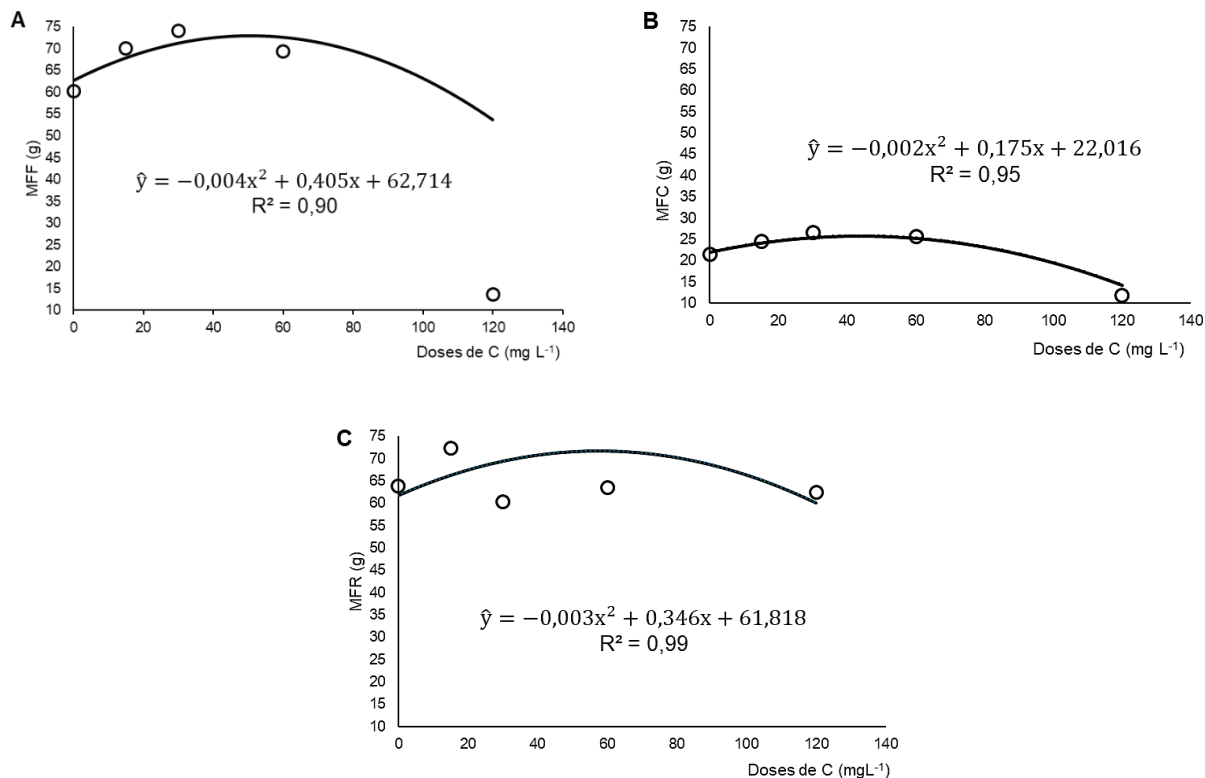 A
75
70
65
60
55
50
45
40
35
30
25
20
15
10
MFF (g)
ŷ = −0,004x² + 0,405x + 62,714
R² = 0,90
0 20 40 60 80 100 120 140
Doses de C (mg L⁻¹)
B
75
70
65
60
55
50
45
40
35
30
25
20
15
10
MFC (g)
ŷ = −0,002x² + 0,175x + 22,016
R² = 0,95
0 20 40 60 80 100 120 140
Doses de C (mg L⁻¹)
C
75
70
65
60
55
50
45
40
35
30
25
20
15
10
MFR (g)
ŷ = −0,003x² + 0,346x + 61,818
R² = 0,99
0 20 40 60 80 100 120 140
Doses de C (mgL⁻¹)